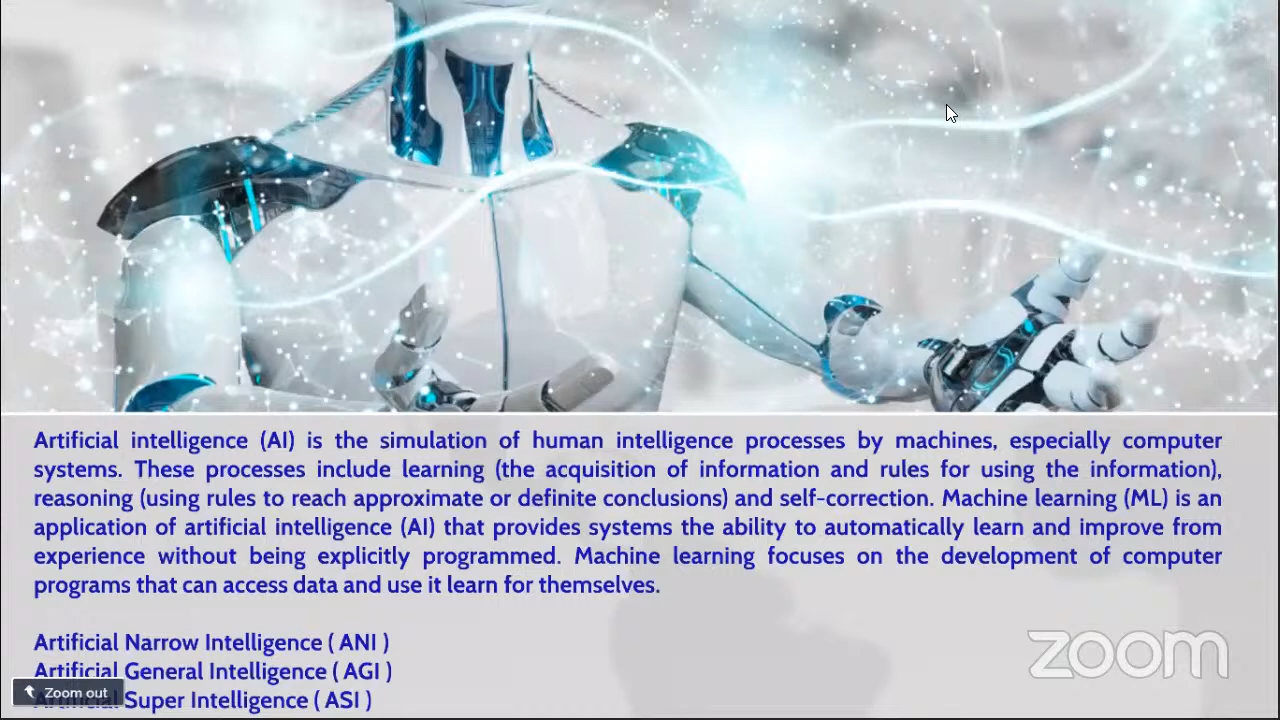 Artificial intelligence (AI) is the simulation of human intelligence processes by machines, especially computer
systems. These processes include learning (the acquisition of information and rules for using the information),
reasoning (using rules to reach approximate or definite conclusions) and self-correction. Machine learning (ML) is an
application of artificial intelligence (AI) that provides systems the ability to automatically learn and improve from
experience without being explicitly programmed. Machine learning focuses on the development of computer
programs that can access data and use it learn for themselves.
Artificial Narrow Intelligence ( ANI )
Artificial General Intelligence ( AGI )
Artificial Super Intelligence ( ASI )
Zoom out
zoom